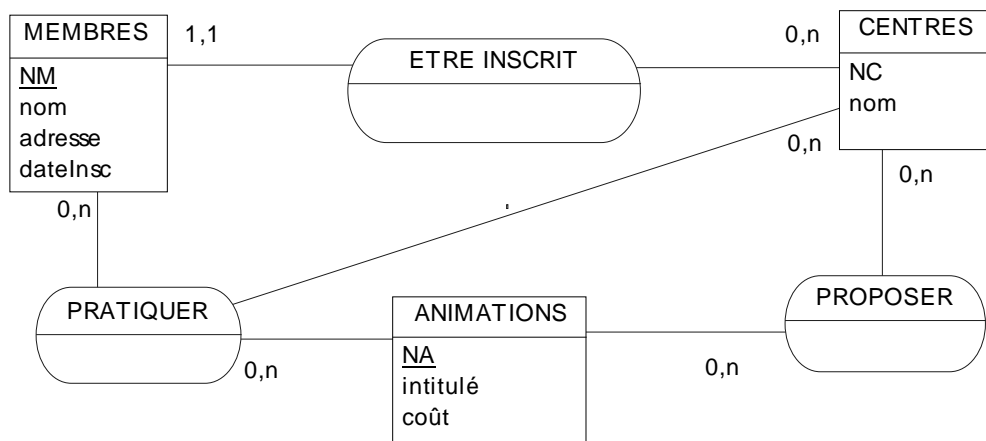 MEMBRES
NM
nom
adresse
dateInsc
1,1
ETRE INSCRIT
0,n
CENTRES
NC
nom
0,n
0,n
0,n
PRATIQUER
0,n
ANIMATIONS
NA
intitulé
coût
0,n
PROPOSER